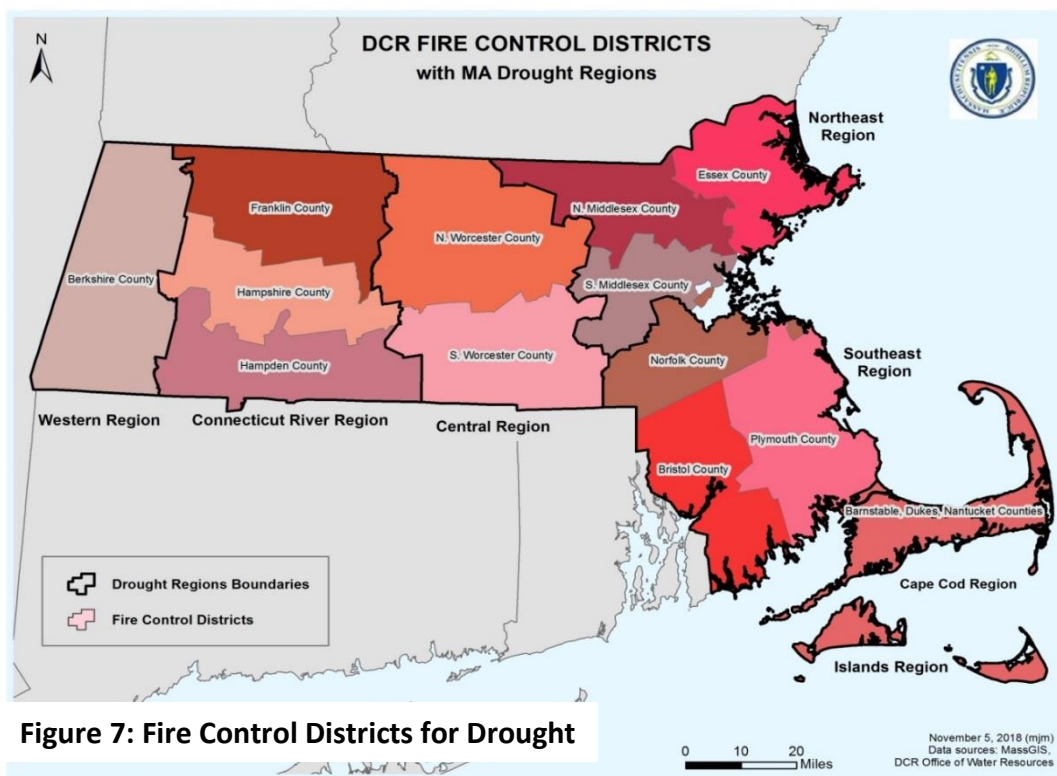 N
DCR FIRE CONTROL DISTRICTS
with MA Drought Regions
Northeast
Region
Essex County
Franklin County
N. Middlesex County
N. Worcester County
Berkshire County
Hampshire County
S. Middlesex County
S. Worcester County
Hampden County
Norfolk County
Southeast
Region
Western Region
Connecticut River Region
Central Region
Plymouth County
Bristol County
Barnstable, Dukes, Nantucket Counties
Cape Cod Region
Islands Region
Drought Regions Boundaries
Fire Control Districts
Figure 7: Fire Control Districts for Drought
0 10 20
Miles
November 5, 2018 (mjm)
Data sources: MassGIS,
DCR Office of Water Resources